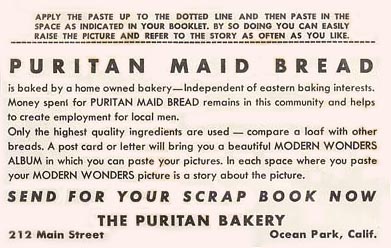 APPLY THE PASTE UP TO THE DOTTED LINE AND THEN PASTE IN THE
SPACE AS INDICATED IN YOUR BOOKLET. BY SO DOING YOU CAN EASILY
RAISE THE PICTURE AND REFER TO THE STORY AS OFTEN AS YOU LIKE.
PURITAN MAID BREAD
is baked by a home owned bakery—Independent of eastern baking interests.
Money spent for PURITAN MAID BREAD remains in this community and helps
to create employment for local men.
Only the highest quality ingredients are used — compare a loaf with other
breads. A post card or letter will bring you a beautiful MODERN WONDERS
ALBUM in which you can paste your pictures. In each space where you paste
your MODERN WONDERS picture is a story about the picture.
SEND FOR YOUR SCRAP BOOK NOW
THE PURITAN BAKERY
212 Main Street Ocean Park, Calif.